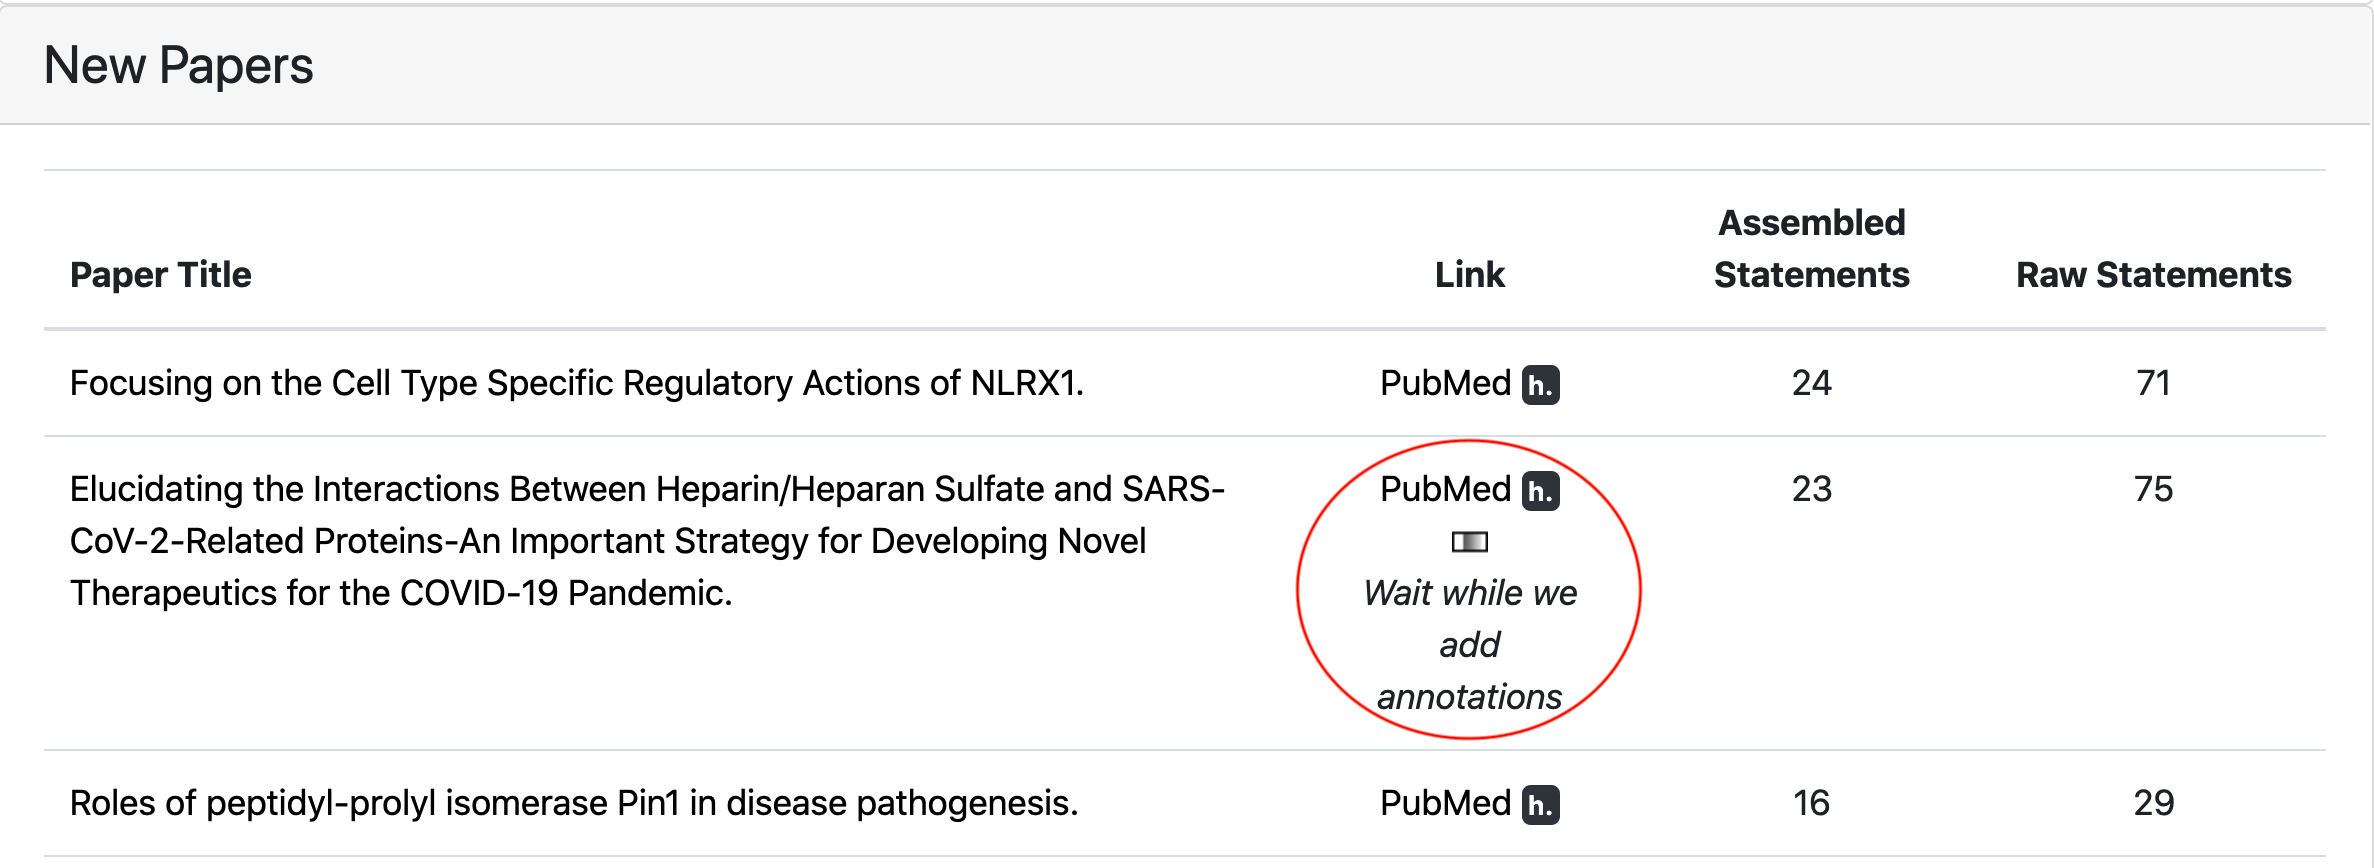 New Papers
Paper Title Link Assembled Statements Raw Statements
Focusing on the Cell Type Specific Regulatory Actions of NLRX1. PubMed h. 24 71
Elucidating the Interactions Between Heparin/Heparan Sulfate and SARS- PubMed h. 23 75
CoV-2-Related Proteins-An Important Strategy for Developing Novel
Therapeutics for the COVID-19 Pandemic. Wait while we
add
annotations
Roles of peptidyl-prolyl isomerase Pin1 in disease pathogenesis. PubMed h. 16 29